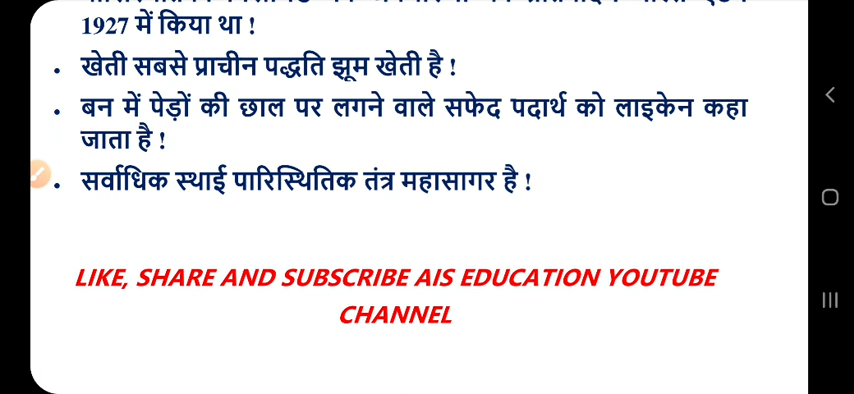 1927 में किया था !
• खेती सबसे प्राचीन पद्धति झूम खेती है !
• बन में पेड़ों की छाल पर लगने वाले सफेद पदार्थ को लाइकेन कहा
जाता है !
• सर्वाधिक स्थाई पारिस्थितिक तंत्र महासागर है !
LIKE, SHARE AND SUBSCRIBE AIS EDUCATION YOUTUBE
CHANNEL